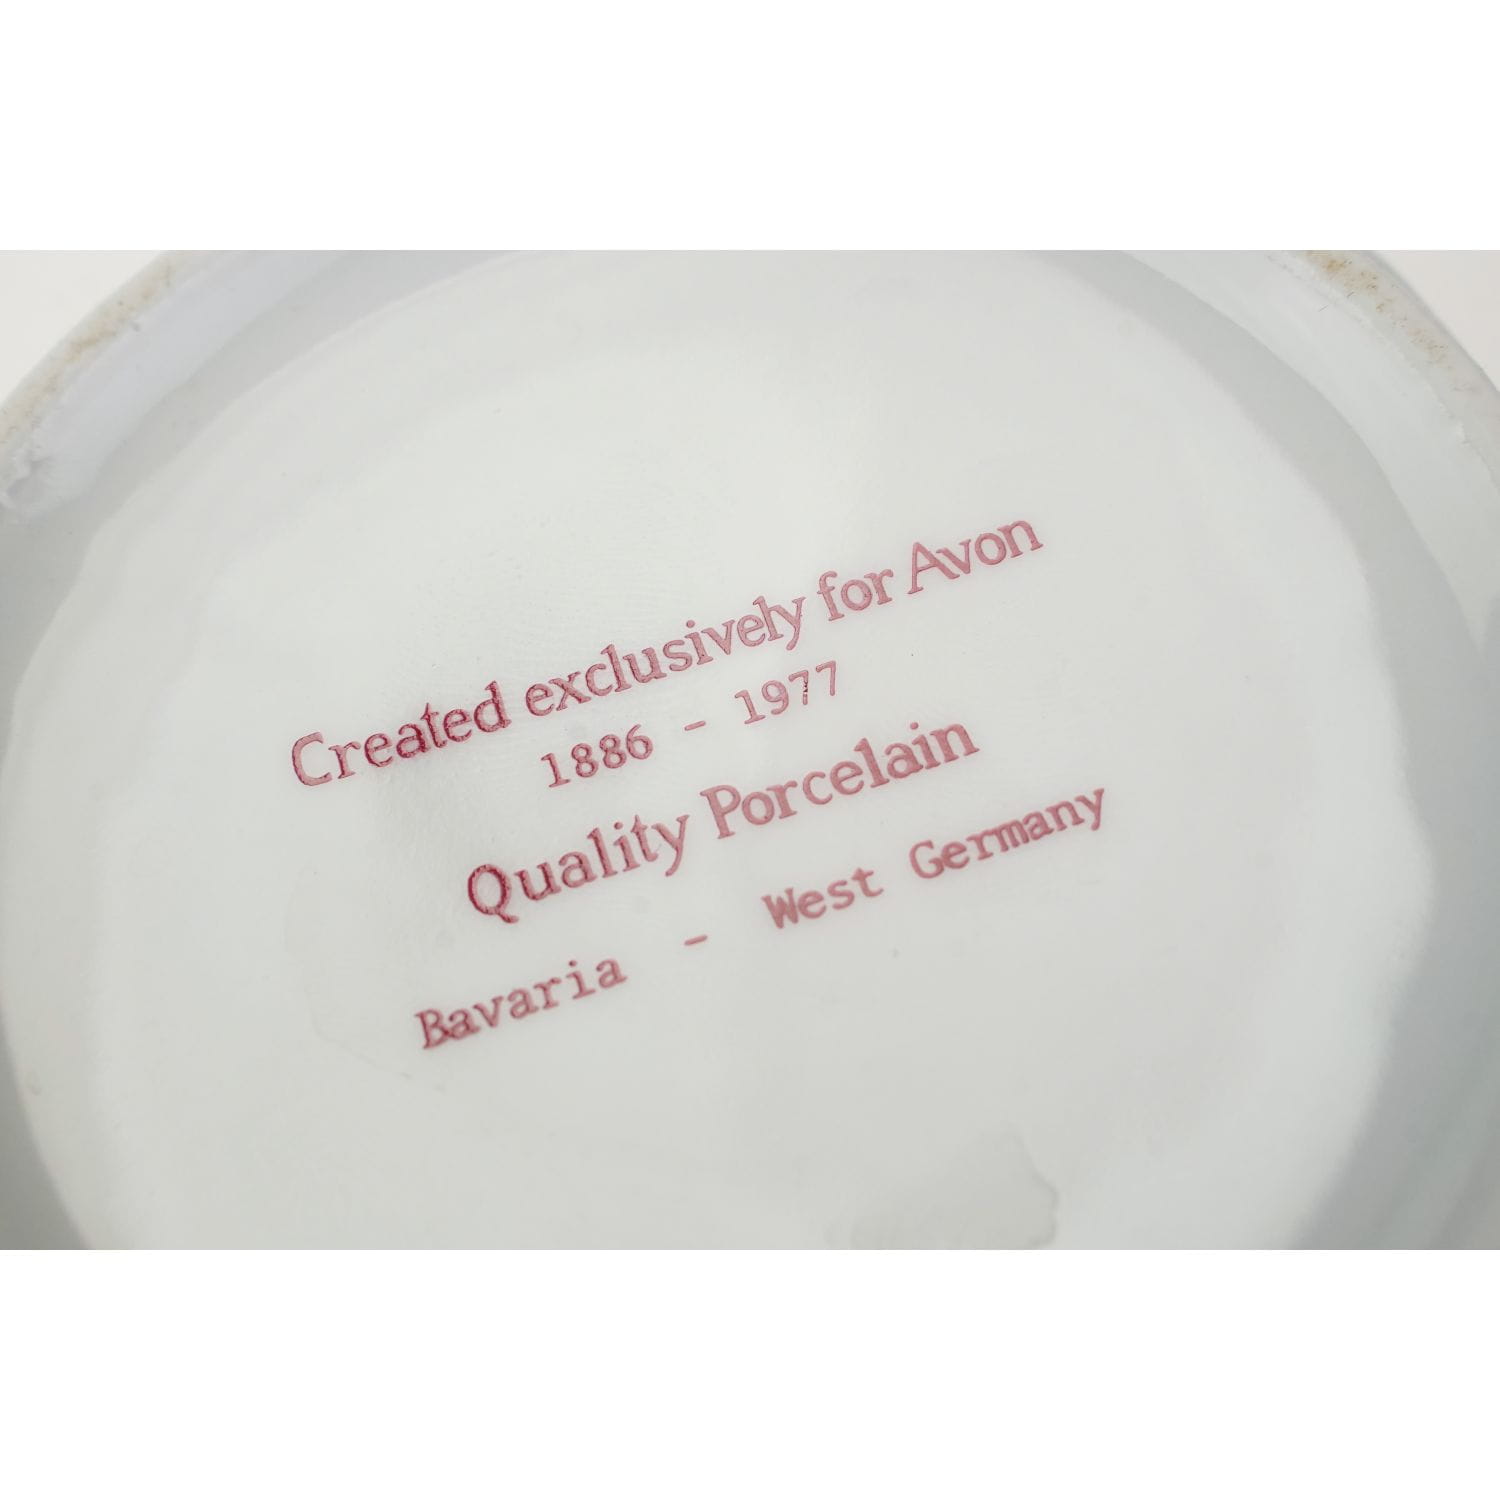 Created exclusively for Avon
1886 - 1977
Quality Porcelain
Bavaria - West Germany